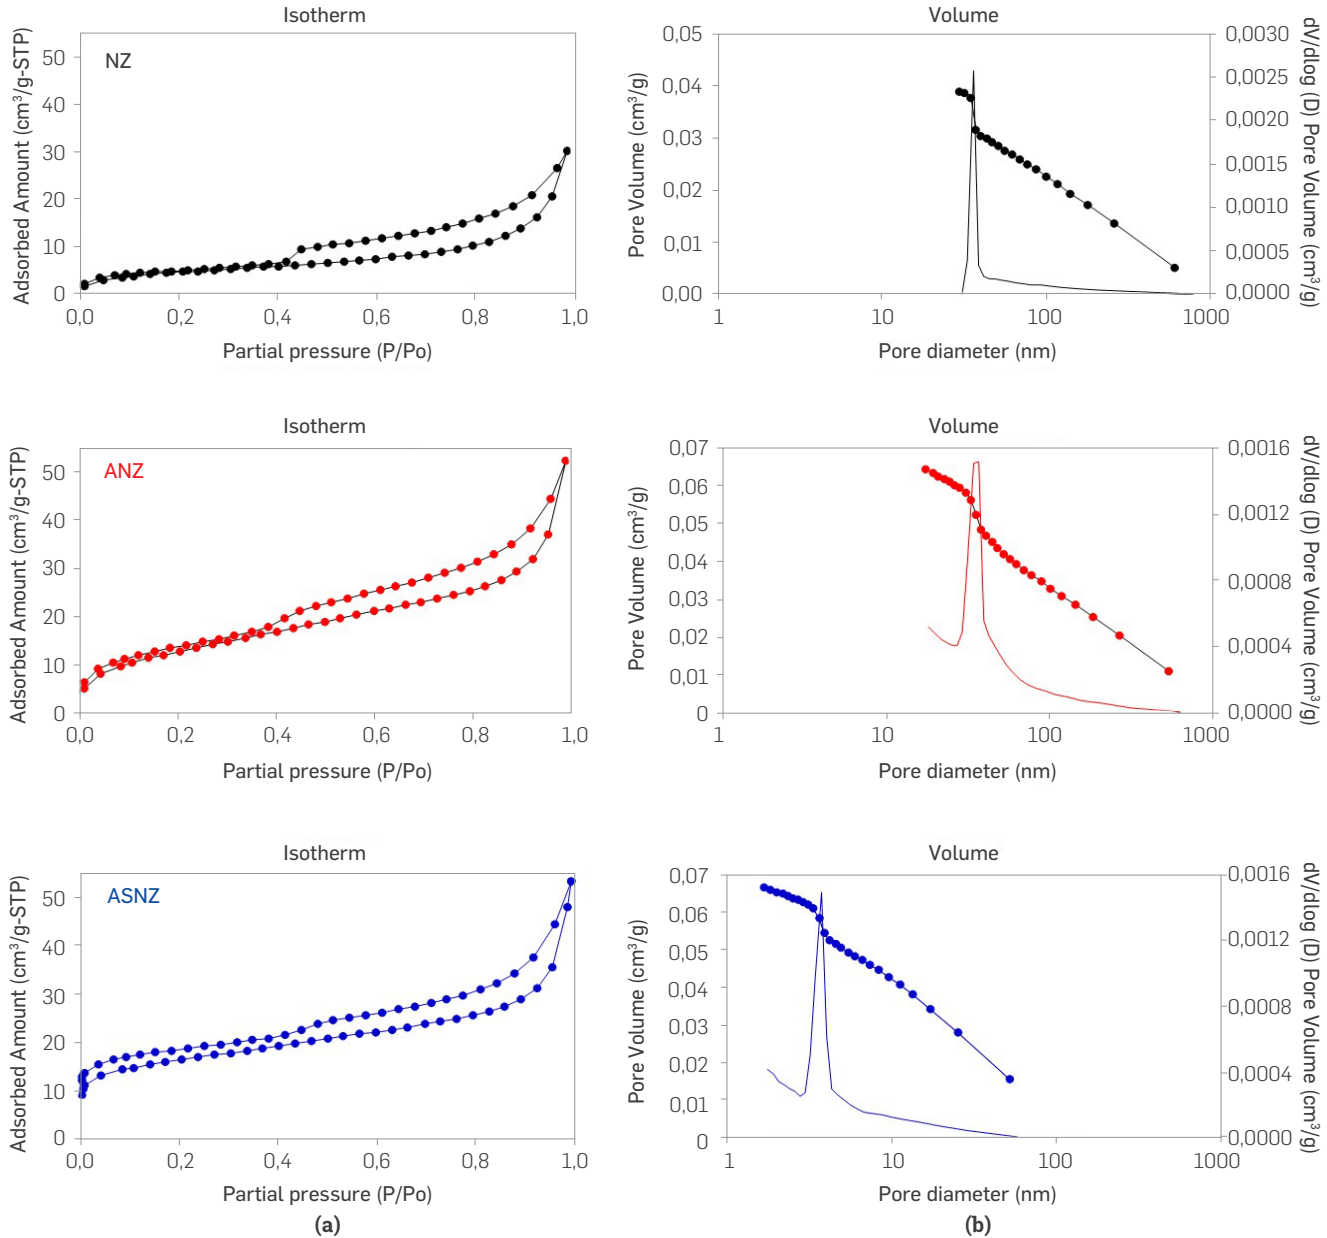 Isotherm
NZ
Adsorbed Amount (cm³/g-STP)
50
40
30
20
10
0
0,0 0,2 0,4 0,6 0,8 1,0
Partial pressure (P/Po)
Volume
Pore Volume (cm³/g)
0,05
0,04
0,03
0,02
0,01
0,00
1 10 100 1000
Pore diameter (nm)
0,0030
0,0025
0,0020
0,0015
0,0010
0,0005
0,0000
dV/dlog (D) Pore Volume (cm³/g)
Isotherm
ANZ
Adsorbed Amount (cm³/g-STP)
50
40
30
20
10
0
0,0 0,2 0,4 0,6 0,8 1,0
Partial pressure (P/Po)
Volume
Pore Volume (cm³/g)
0,07
0,06
0,05
0,04
0,03
0,02
0,01
0
1 10 100 1000
Pore diameter (nm)
0,0016
0,0012
0,0008
0,0004
0,0000
dV/dlog (D) Pore Volume (cm³/g)
Isotherm
ASNZ
Adsorbed Amount (cm³/g-STP)
50
40
30
20
10
0
0,0 0,2 0,4 0,6 0,8 1,0
Partial pressure (P/Po)
(a)
Volume
Pore Volume (cm³/g)
0,07
0,06
0,05
0,04
0,03
0,02
0,01
0
1 10 100 1000
Pore diameter (nm)
0,0016
0,0012
0,0008
0,0004
0,0000
dV/dlog (D) Pore Volume (cm³/g)
(b)